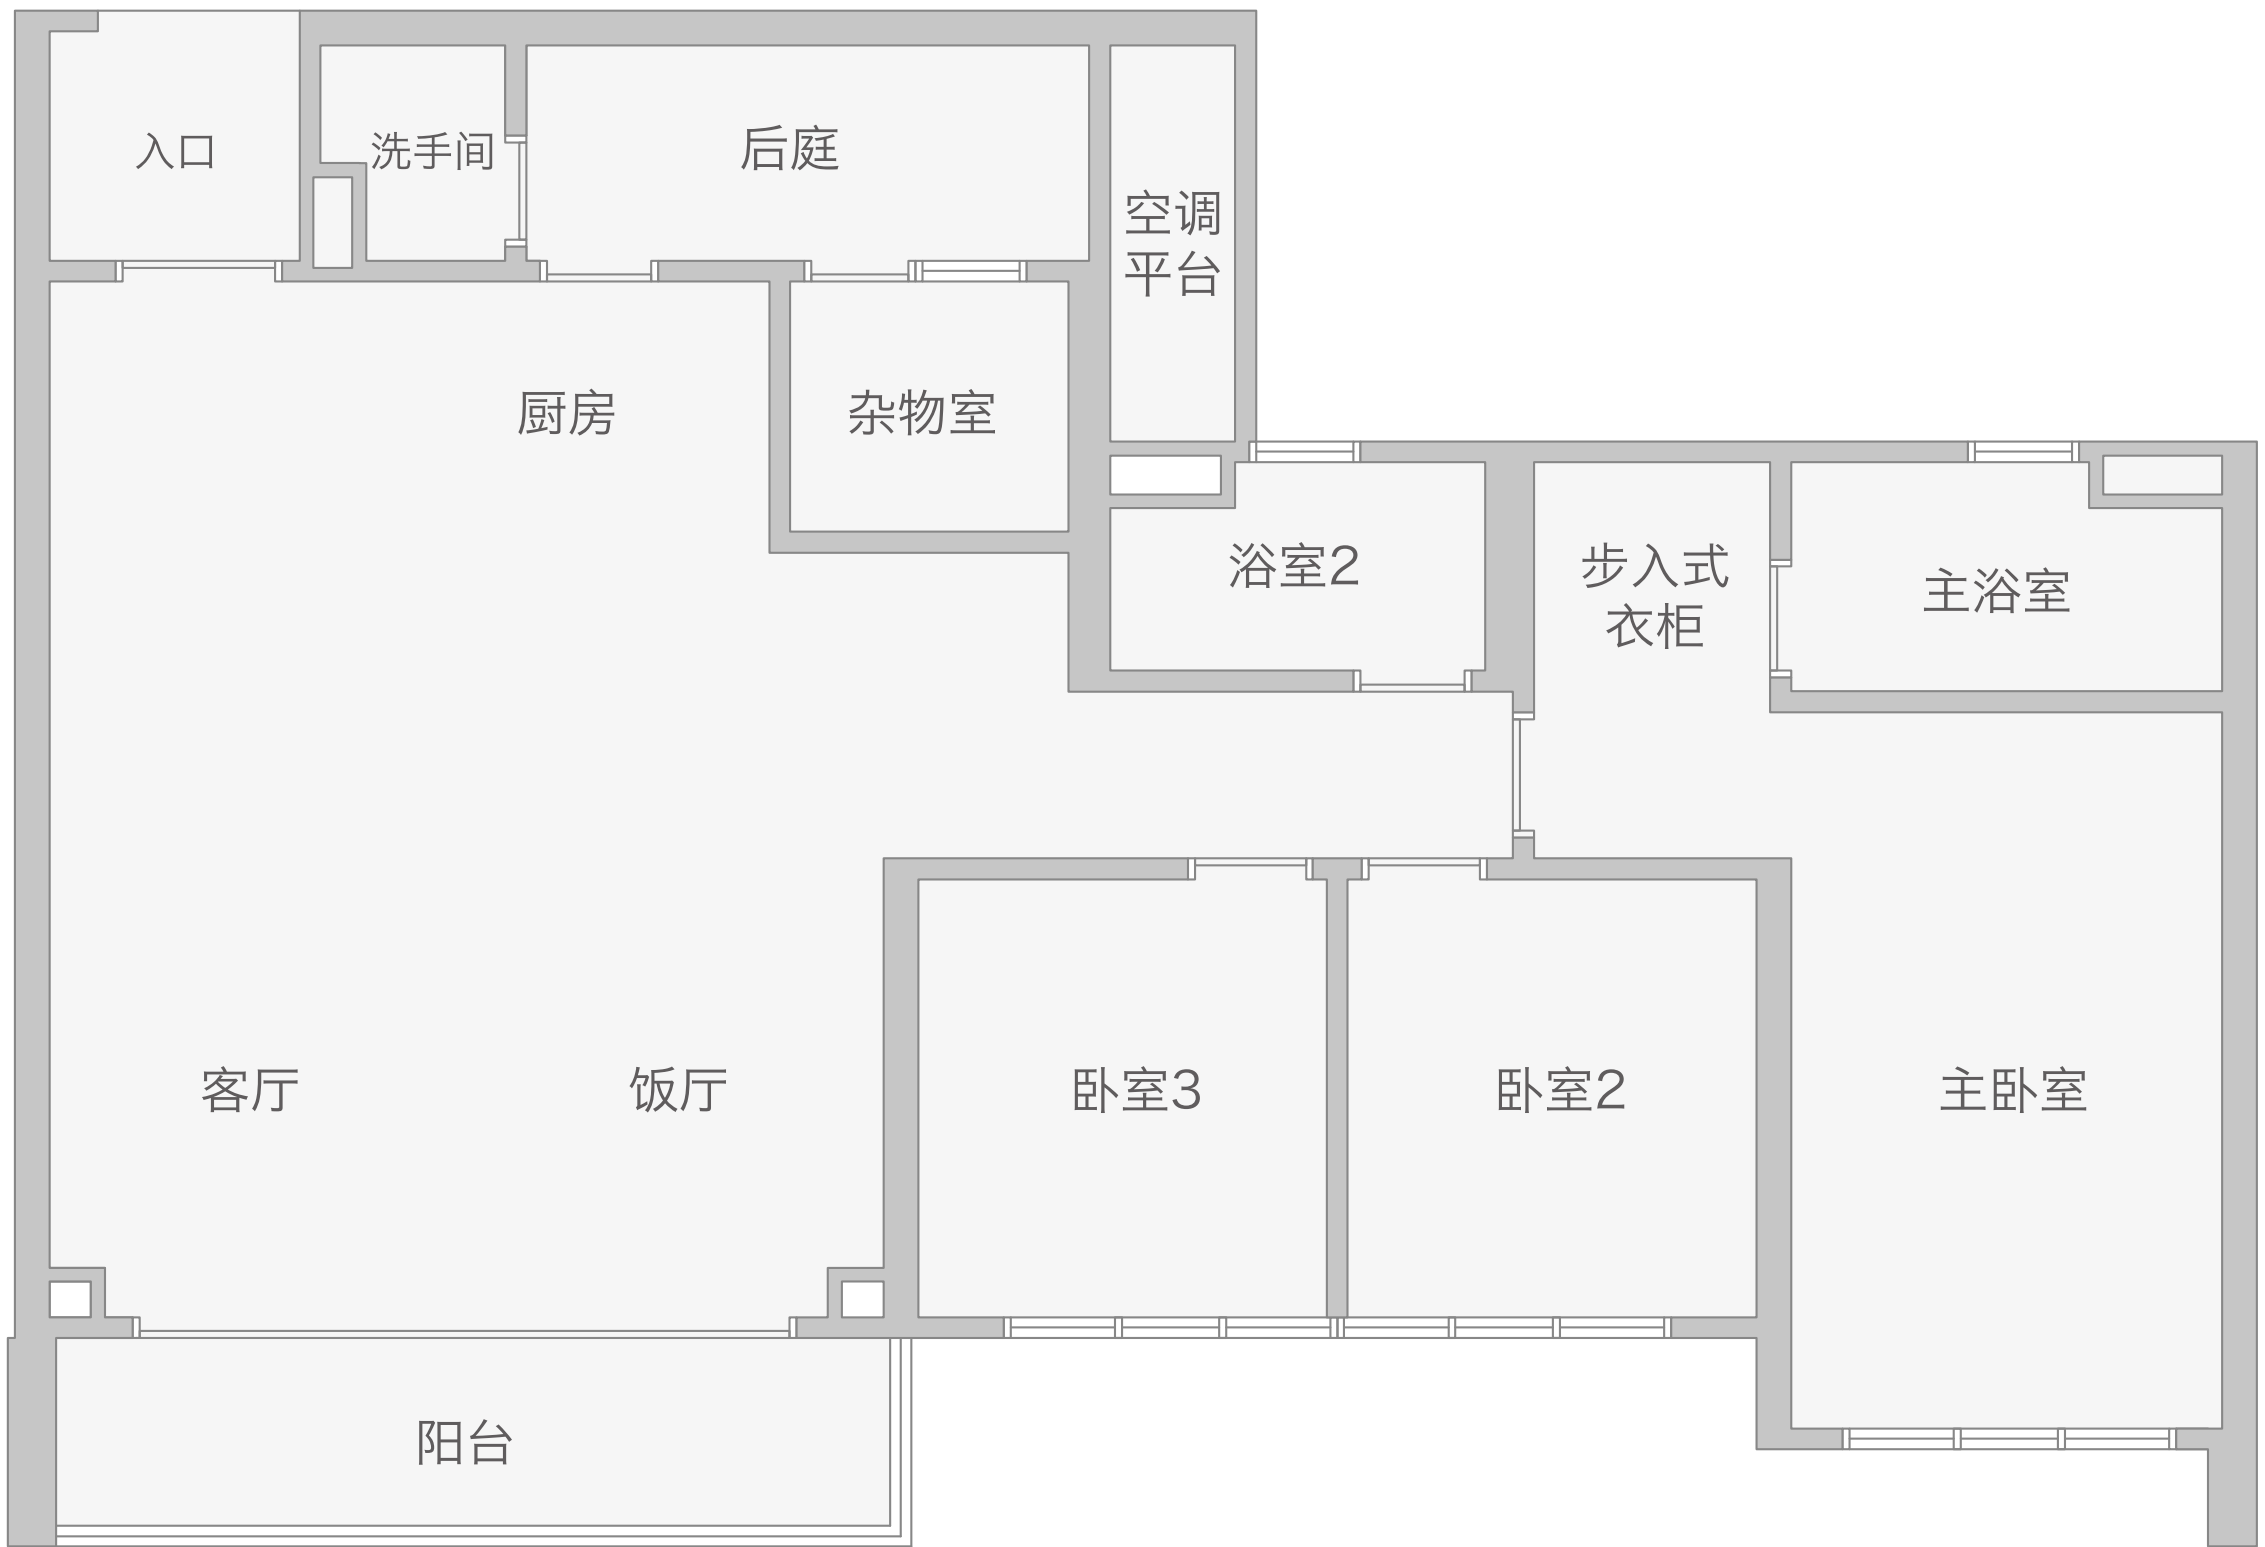 入口
洗手间
后庭
空调
平台
厨房
杂物室
浴室2
步入式
衣柜
主浴室
客厅
饭厅
卧室3
卧室2
主卧室
阳台